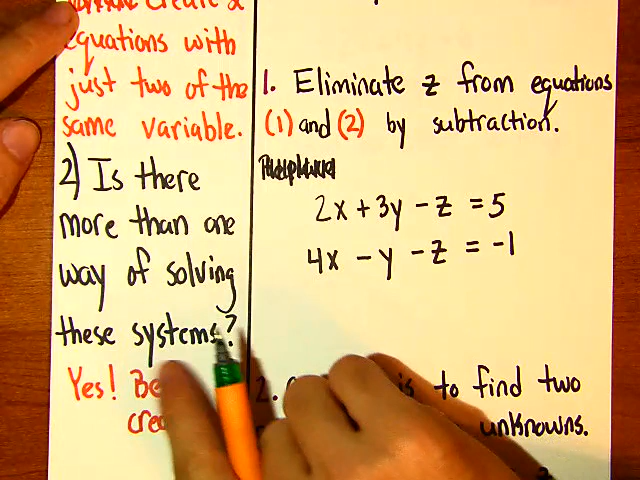 create 2
equations with
just two of the
same variable.
2) Is there
more than one
way of solving
these systems?
Yes!
1. Eliminate z from equations
(1) and (2) by subtraction.
2x + 3y - z = 5
4x - y - z = -1
2. is to find two
unknowns.